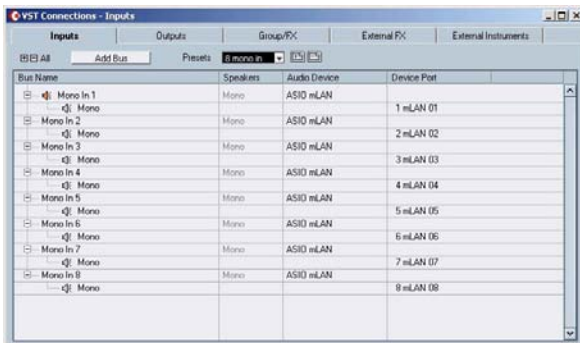 VST Connections - Inputs
Inputs Outputs Group/FX External FX External Instruments
All Add Bus Presets 8 mono in
Bus Name Speakers Audio Device Device Port
Mono In 1 Mono ASIO mLAN
Mono 1 mLAN 01
Mono In 2 Mono ASIO mLAN
Mono 2 mLAN 02
Mono In 3 Mono ASIO mLAN
Mono 3 mLAN 03
Mono In 4 Mono ASIO mLAN
Mono 4 mLAN 04
Mono In 5 Mono ASIO mLAN
Mono 5 mLAN 05
Mono In 6 Mono ASIO mLAN
Mono 6 mLAN 06
Mono In 7 Mono ASIO mLAN
Mono 7 mLAN 07
Mono In 8 Mono ASIO mLAN
Mono 8 mLAN 08